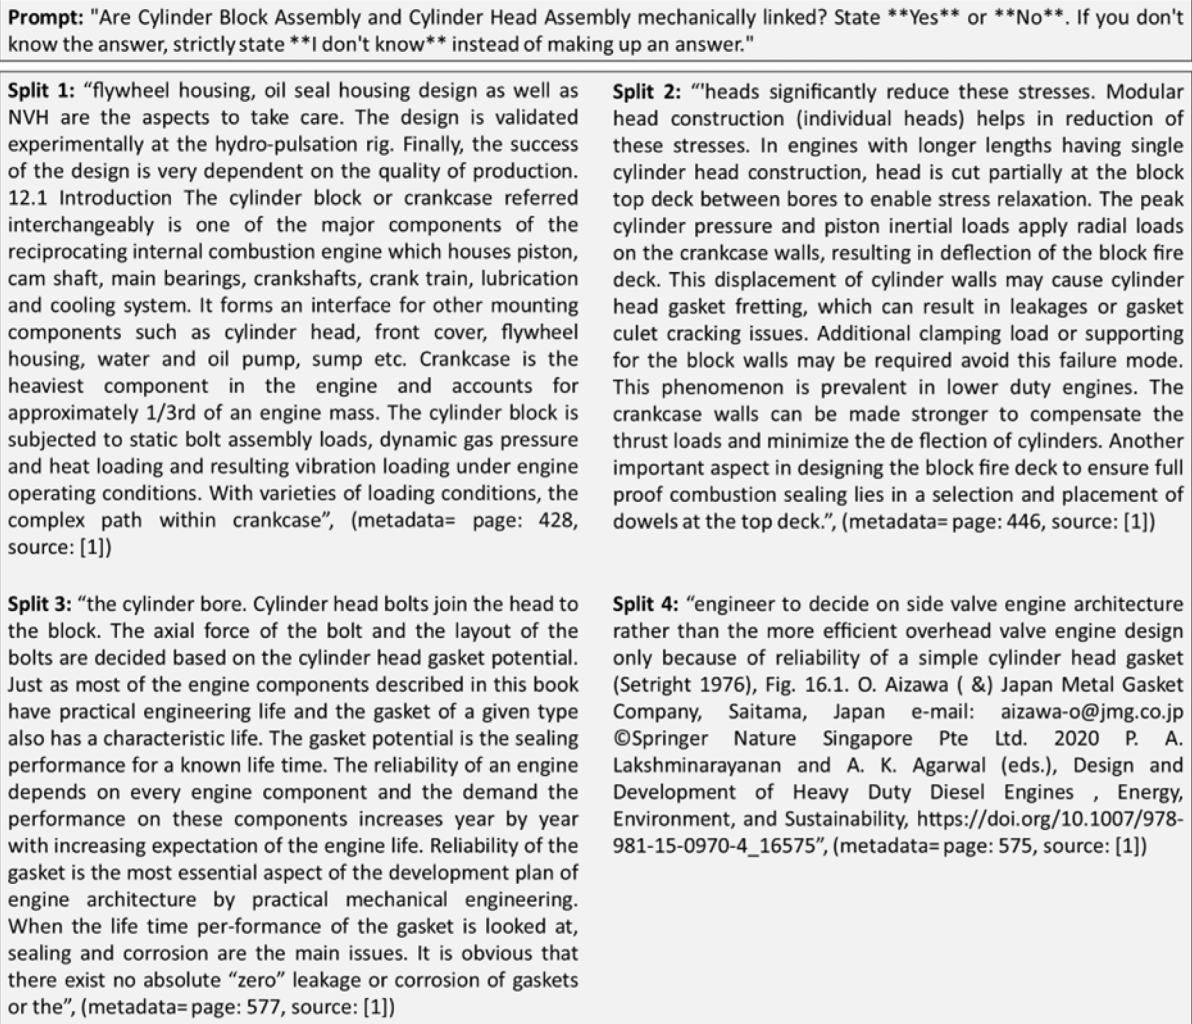 Prompt: "Are Cylinder Block Assembly and Cylinder Head Assembly mechanically linked? State **Yes** or **No**. If you don't
know the answer, strictly state **I don't know** instead of making up an answer."
Split 1: “flywheel housing, oil seal housing design as well as
NVH are the aspects to take care. The design is validated
experimentally at the hydro-pulsation rig. Finally, the success
of the design is very dependent on the quality of production.
12.1 Introduction The cylinder block or crankcase referred
interchangeably is one of the major components of the
reciprocating internal combustion engine which houses piston,
cam shaft, main bearings, crankshafts, crank train, lubrication
and cooling system. It forms an interface for other mounting
components such as cylinder head, front cover, flywheel
housing, water and oil pump, sump etc. Crankcase is the
heaviest component in the engine and accounts for
approximately 1/3rd of an engine mass. The cylinder block is
subjected to static bolt assembly loads, dynamic gas pressure
and heat loading and resulting vibration loading under engine
operating conditions. With varieties of loading conditions, the
complex path within crankcase”, (metadata= page: 428,
source: [1])
Split 2: “'heads significantly reduce these stresses. Modular
head construction (individual heads) helps in reduction of
these stresses. In engines with longer lengths having single
cylinder head construction, head is cut partially at the block
top deck between bores to enable stress relaxation. The peak
cylinder pressure and piston inertial loads apply radial loads
on the crankcase walls, resulting in deflection of the block fire
deck. This displacement of cylinder walls may cause cylinder
head gasket fretting, which can result in leakages or gasket
culet cracking issues. Additional clamping load or supporting
for the block walls may be required avoid this failure mode.
This phenomenon is prevalent in lower duty engines. The
crankcase walls can be made stronger to compensate the
thrust loads and minimize the de flection of cylinders. Another
important aspect in designing the block fire deck to ensure full
proof combustion sealing lies in a selection and placement of
dowels at the top deck.”, (metadata= page: 446, source: [1])
Split 3: “the cylinder bore. Cylinder head bolts join the head to
the block. The axial force of the bolt and the layout of the
bolts are decided based on the cylinder head gasket potential.
Just as most of the engine components described in this book
have practical engineering life and the gasket of a given type
also has a characteristic life. The gasket potential is the sealing
performance for a known life time. The reliability of an engine
depends on every engine component and the demand the
performance on these components increases year by year
with increasing expectation of the engine life. Reliability of the
gasket is the most essential aspect of the development plan of
engine architecture by practical mechanical engineering.
When the life time per-formance of the gasket is looked at,
sealing and corrosion are the main issues. It is obvious that
there exist no absolute “zero” leakage or corrosion of gaskets
or the”, (metadata= page: 577, source: [1])
Split 4: “engineer to decide on side valve engine architecture
rather than the more efficient overhead valve engine design
only because of reliability of a simple cylinder head gasket
(Setright 1976), Fig. 16.1. O. Aizawa ( &) Japan Metal Gasket
Company, Saitama, Japan e-mail: aizawa-o@jmg.co.jp
©Springer Nature Singapore Pte Ltd. 2020 P. A.
Lakshminarayanan and A. K. Agarwal (eds.), Design and
Development of Heavy Duty Diesel Engines , Energy,
Environment, and Sustainability, https://doi.org/10.1007/978-
981-15-0970-4_16575”, (metadata= page: 575, source: [1])